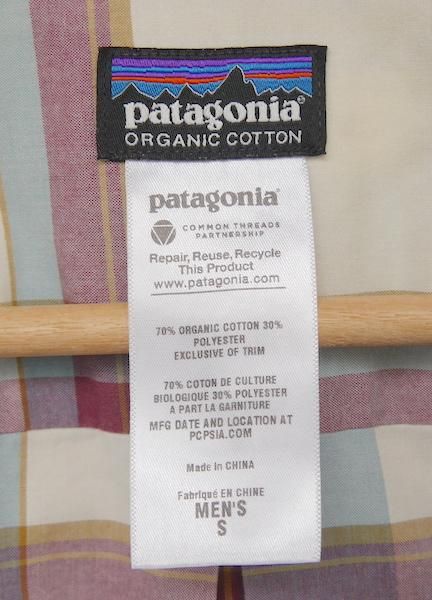 patagonia®
ORGANIC COTTON
patagonia®
COMMON THREADS
PARTNERSHIP
Repair, Reuse, Recycle
This Product
www.patagonia.com
70% ORGANIC COTTON 30%
POLYESTER
EXCLUSIVE OF TRIM
70% COTON DE CULTURE
BIOLOGIQUE 30% POLYESTER
A PART LA GARNITURE
MFG DATE AND LOCATION AT
PCPSIA.COM
Made in CHINA
Fabriqué EN CHINE
MEN'S
S